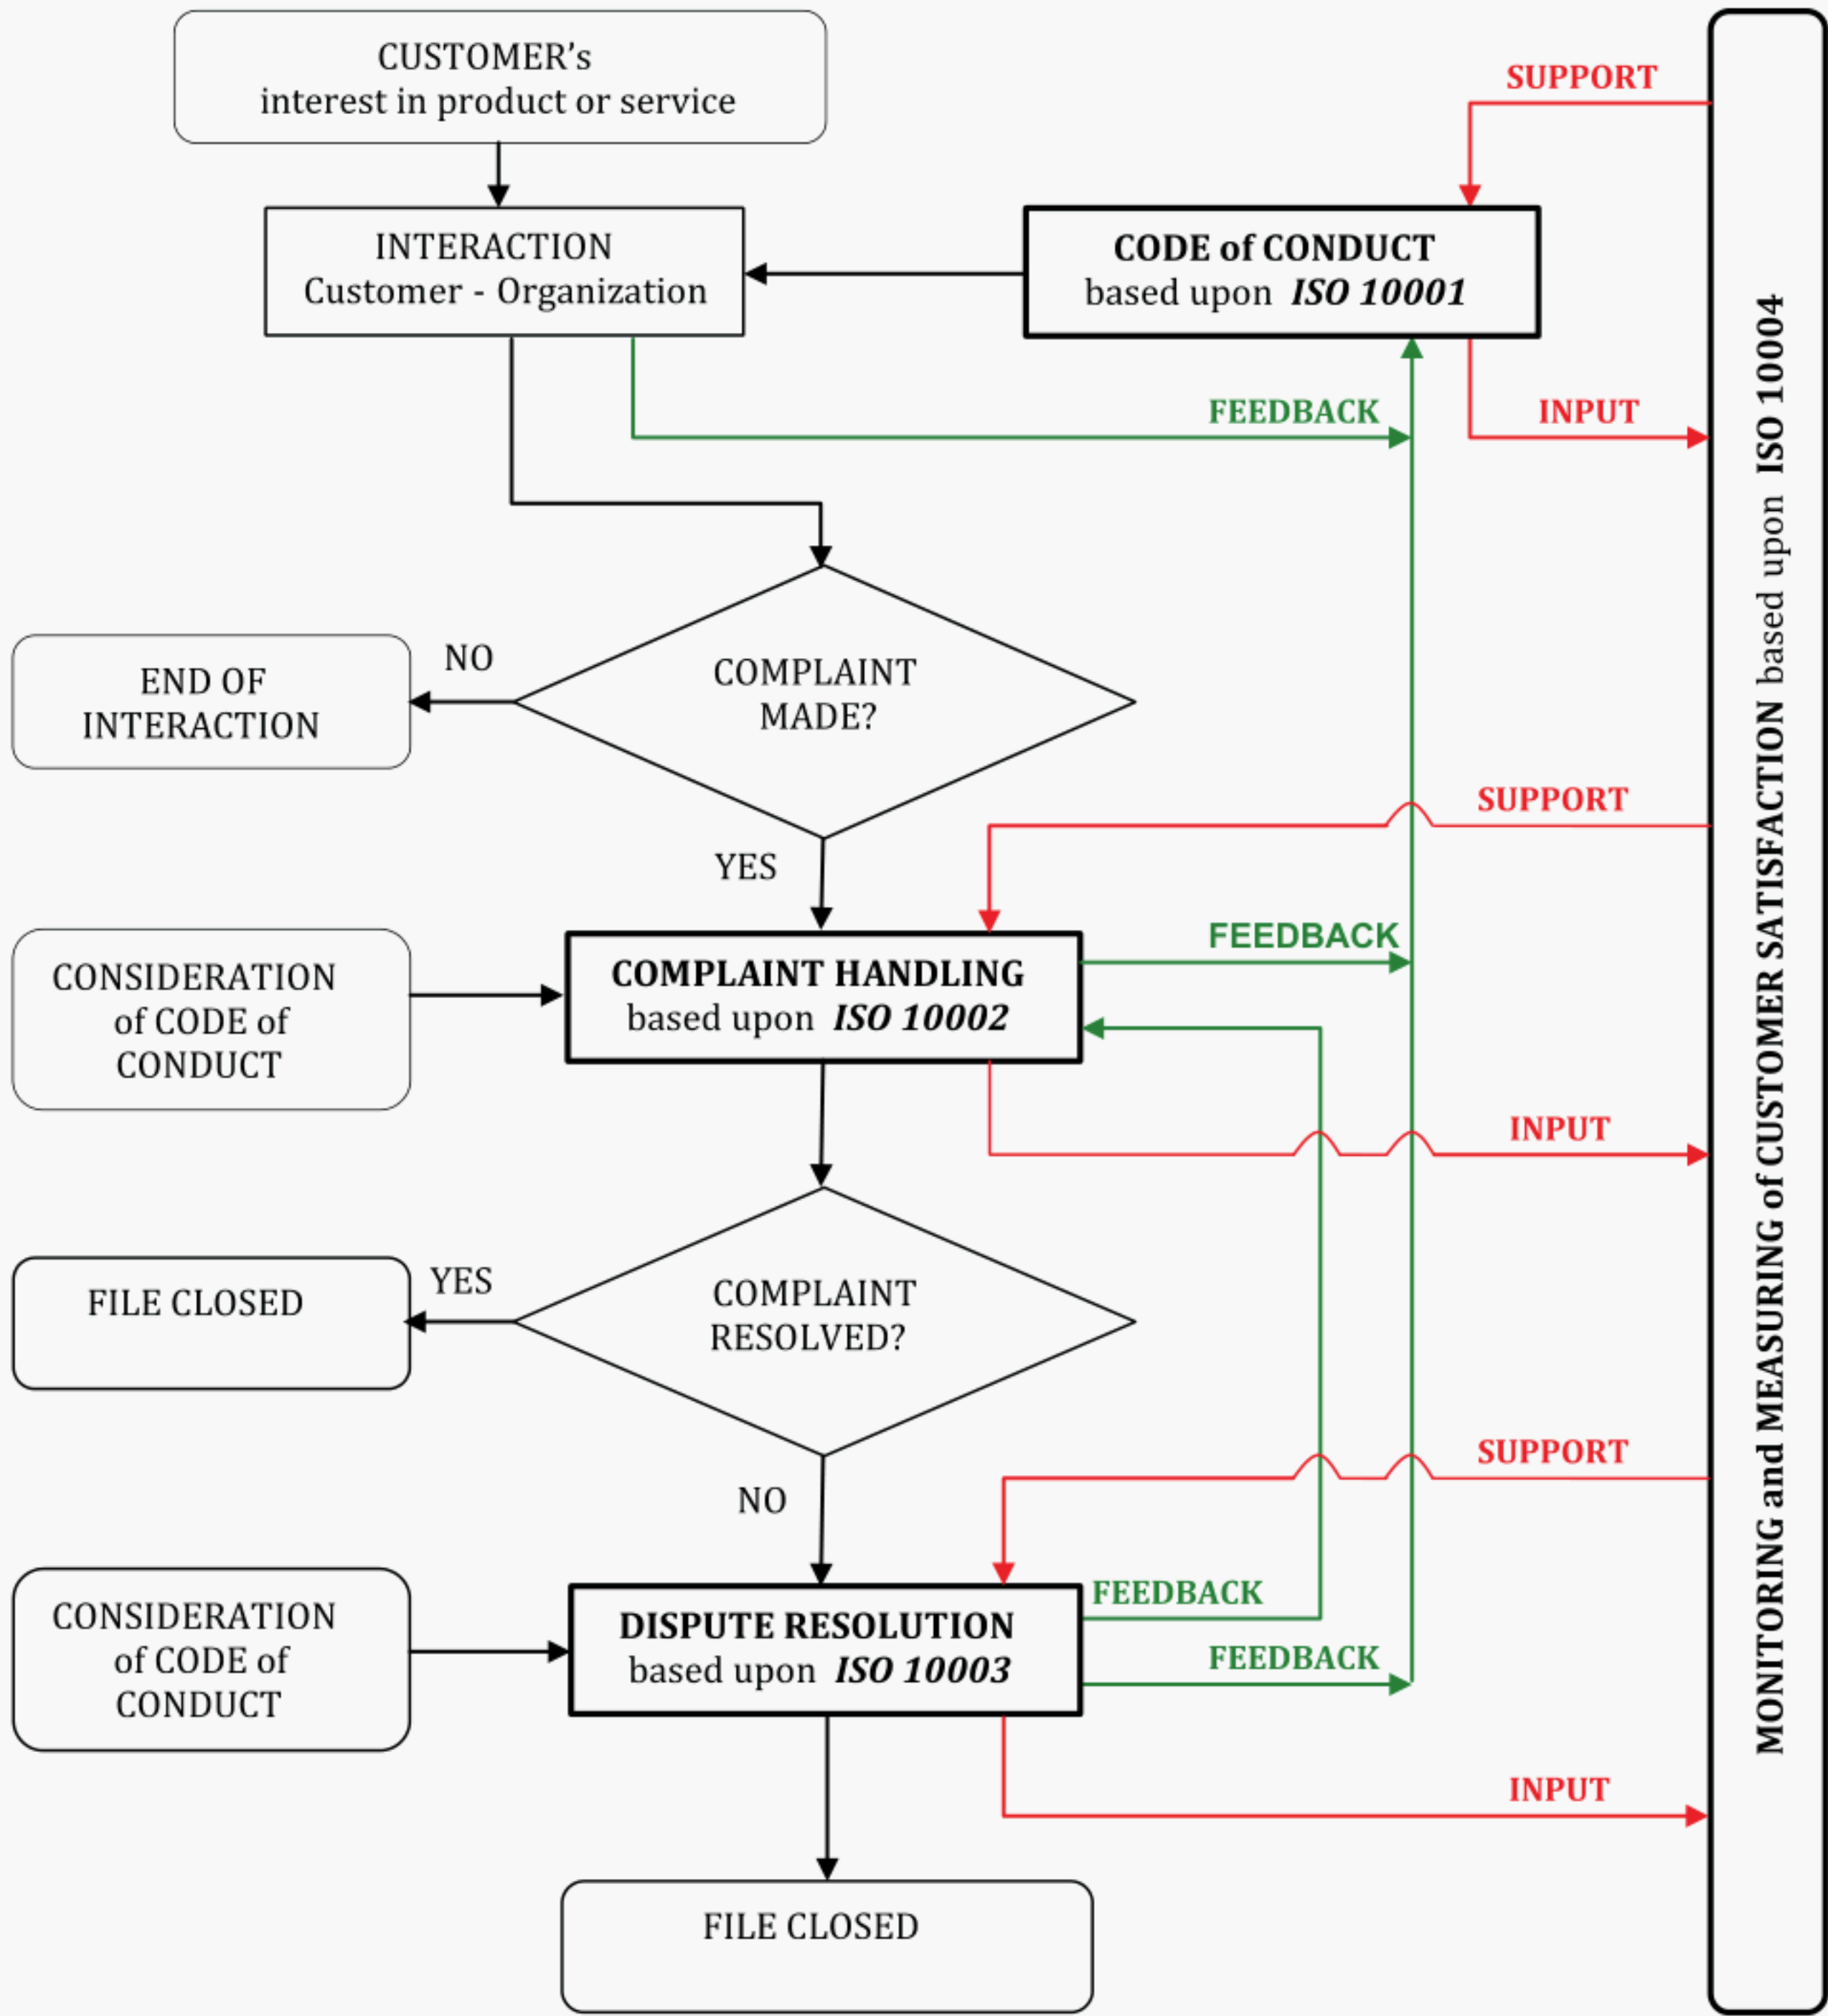 CUSTOMER's
interest in product or service
SUPPORT
INTERACTION
Customer - Organization
CODE of CONDUCT
based upon ISO 10001
FEEDBACK
INPUT
COMPLAINT
MADE?
NO
END OF
INTERACTION
YES
SUPPORT
CONSIDERATION
of CODE of
CONDUCT
COMPLAINT HANDLING
based upon ISO 10002
FEEDBACK
INPUT
COMPLAINT
RESOLVED?
YES
FILE CLOSED
NO
SUPPORT
CONSIDERATION
of CODE of
CONDUCT
DISPUTE RESOLUTION
based upon ISO 10003
FEEDBACK
FEEDBACK
INPUT
FILE CLOSED
MONITORING and MEASURING of CUSTOMER SATISFACTION based upon ISO 10004